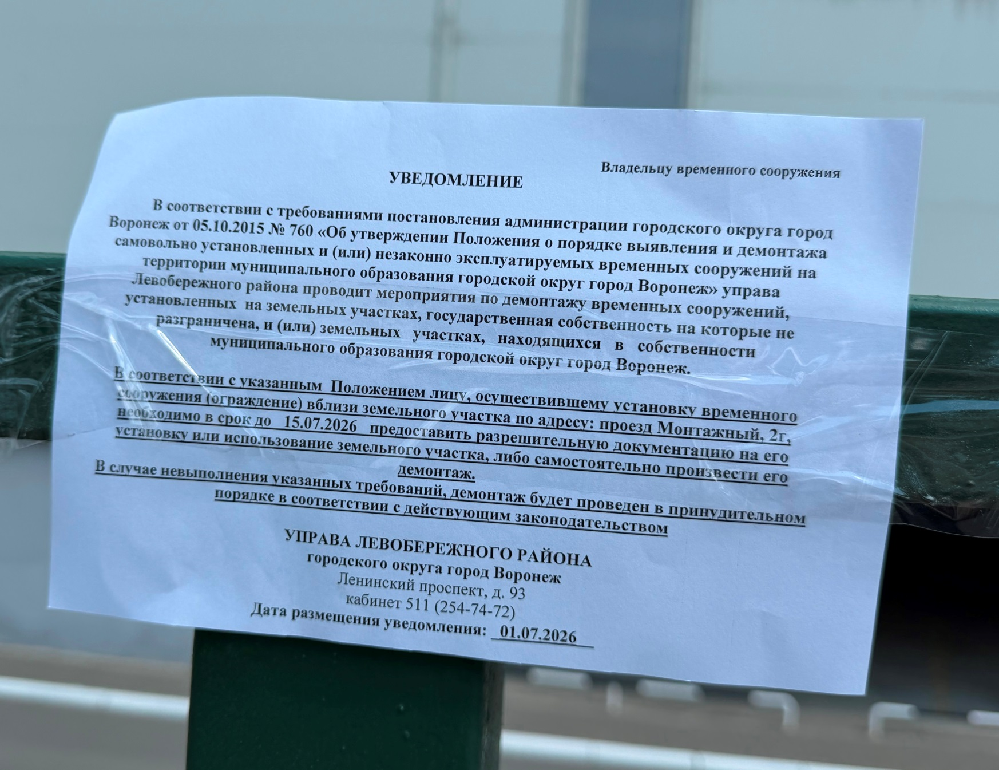 Владельцу временного сооружения
УВЕДОМЛЕНИЕ
В соответствии с требованиями постановления администрации городского округа город
Воронеж от 05.10.2015 № 760 «Об утверждении Положения о порядке выявления и демонтажа
самовольно установленных и (или) незаконно эксплуатируемых временных сооружений на
территории муниципального образования городской округ город Воронеж» управа
Левобережного района проводит мероприятия по демонтажу временных сооружений,
установленных на земельных участках, государственная собственность на которые не
разграничена, и (или) земельных участках, находящихся в собственности
муниципального образования городской округ город Воронеж.
В соответствии с указанным Положением лицу, осуществившему установку временного
сооружения (ограждение) вблизи земельного участка по адресу: проезд Монтажный, 2г,
необходимо в срок до 15.07.2026 предоставить разрешительную документацию на его
установку или использование земельного участка, либо самостоятельно произвести его
демонтаж.
В случае невыполнения указанных требований, демонтаж будет проведен в принудительном
порядке в соответствии с действующим законодательством
УПРАВА ЛЕВОБЕРЕЖНОГО РАЙОНА
городского округа город Воронеж
Ленинский проспект, д. 93
кабинет 511 (254-74-72)
Дата размещения уведомления: 01.07.2026